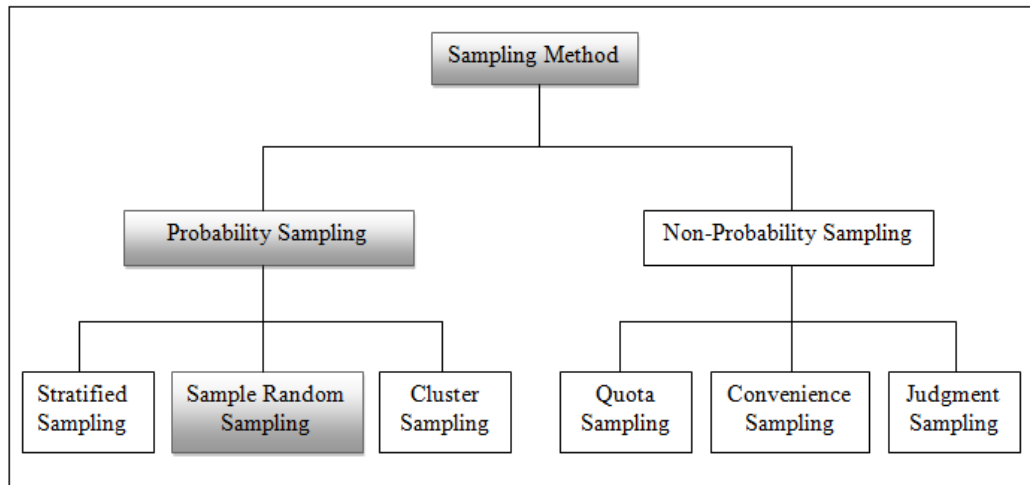 Sampling Method
Probability Sampling
Non-Probability Sampling
Stratified
Sampling
Sample Random
Sampling
Cluster
Sampling
Quota
Sampling
Convenience
Sampling
Judgment
Sampling